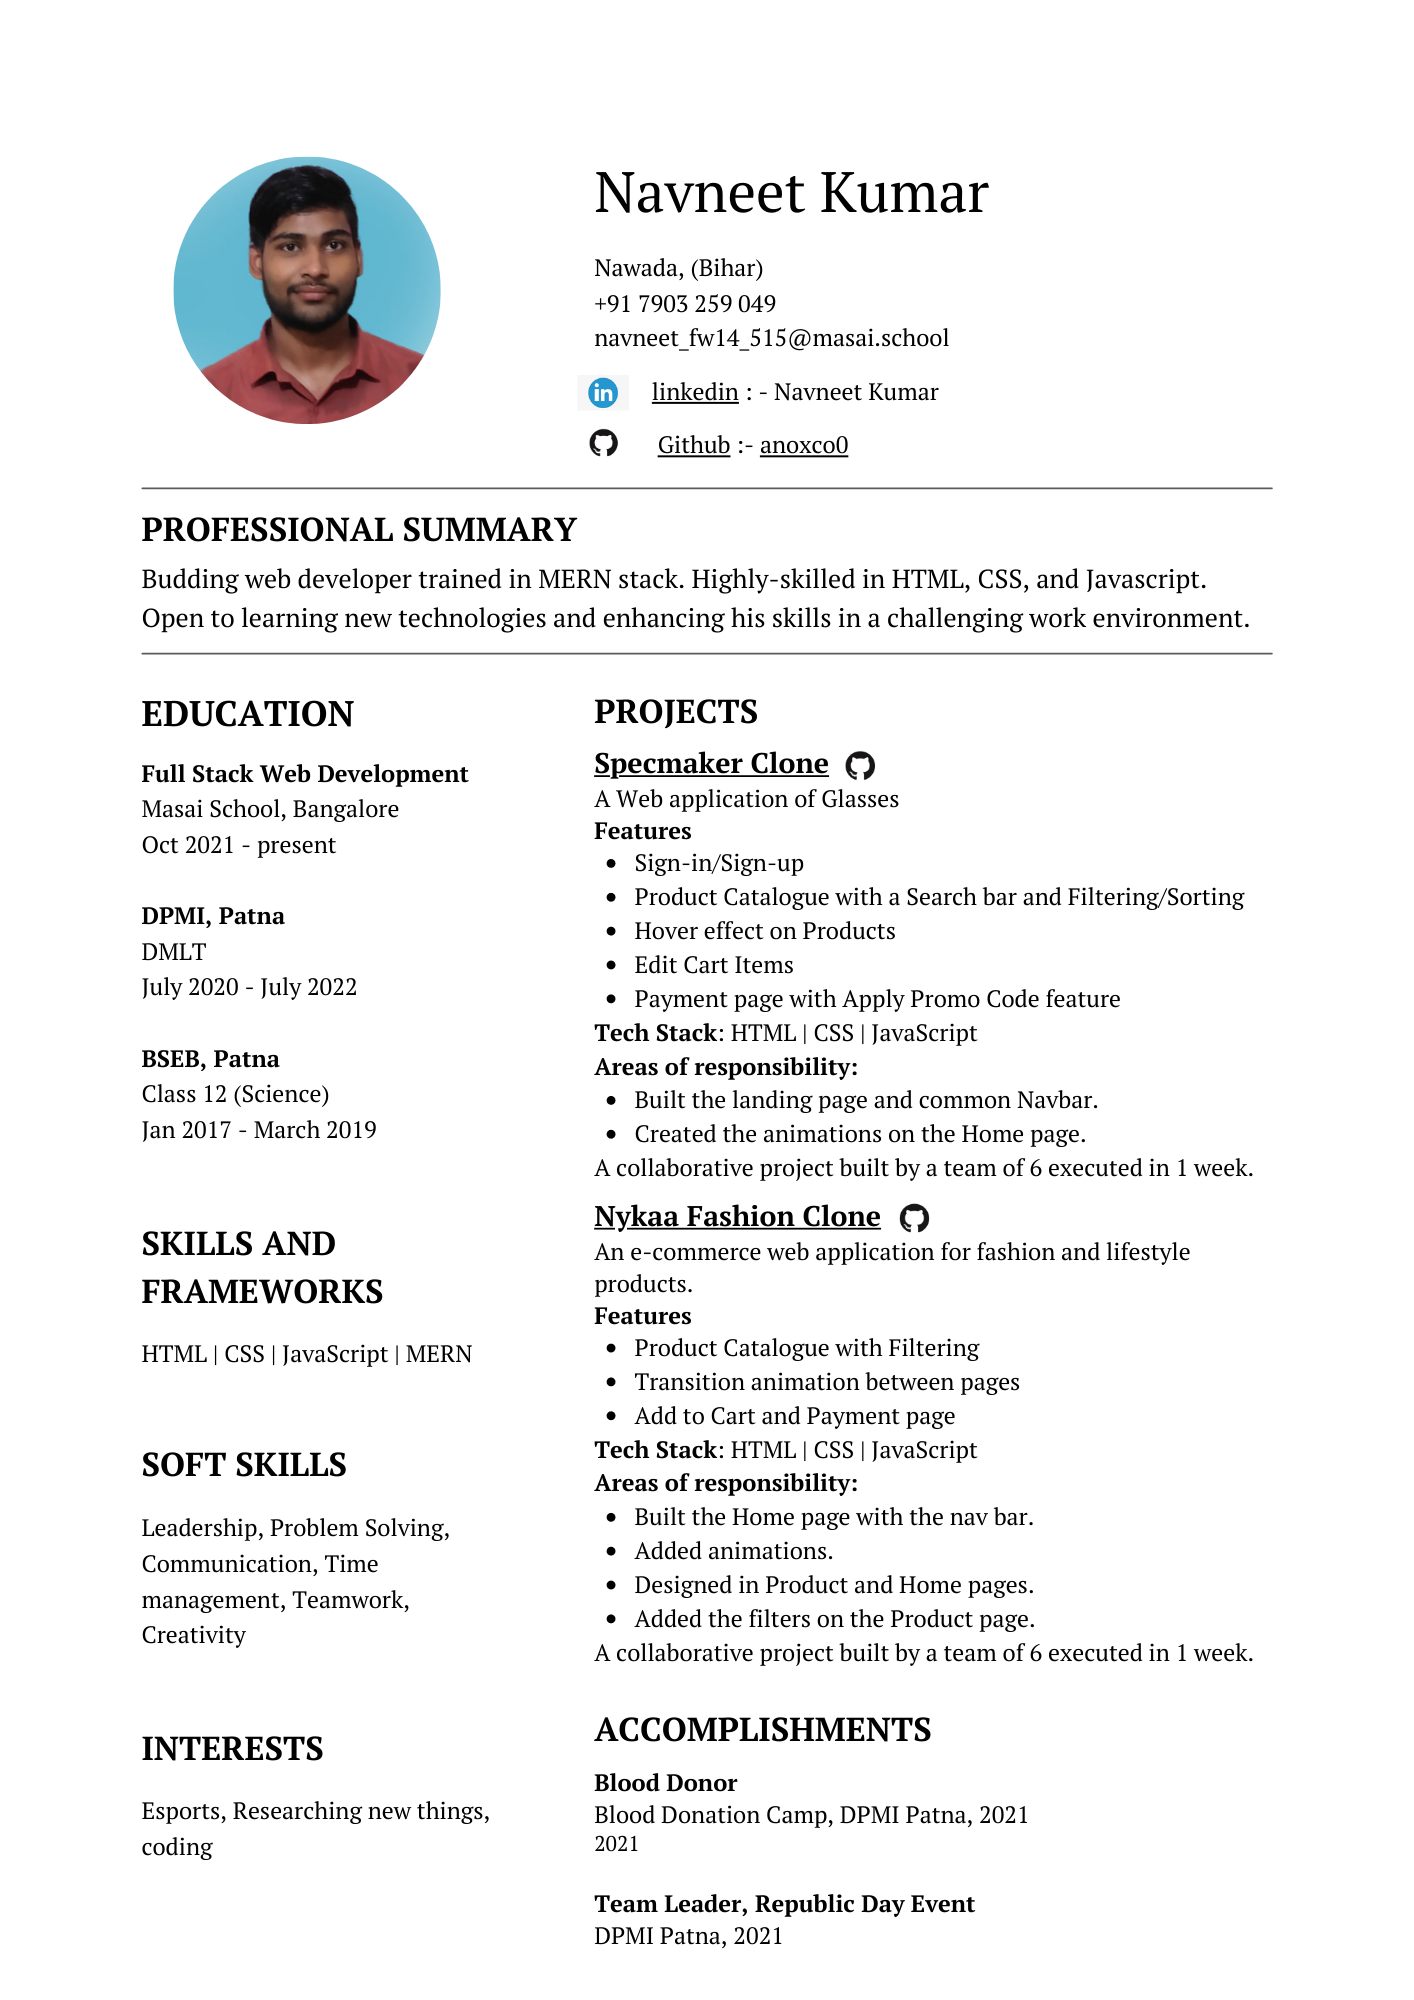 Navneet Kumar
Nawada, (Bihar)
+91 7903 259 049
navneet_fw14_515@masai.school
in linkedin : - Navneet Kumar
Github :- anoxco0
PROFESSIONAL SUMMARY
Budding web developer trained in MERN stack. Highly-skilled in HTML, CSS, and Javascript.
Open to learning new technologies and enhancing his skills in a challenging work environment.
EDUCATION
Full Stack Web Development
Masai School, Bangalore
Oct 2021 - present
DPMI, Patna
DMLT
July 2020 - July 2022
BSEB, Patna
Class 12 (Science)
Jan 2017 - March 2019
SKILLS AND
FRAMEWORKS
HTML | CSS | JavaScript | MERN
SOFT SKILLS
Leadership, Problem Solving,
Communication, Time
management, Teamwork,
Creativity
INTERESTS
Esports, Researching new things,
coding
PROJECTS
Specmaker Clone
A Web application of Glasses
Features
• Sign-in/Sign-up
• Product Catalogue with a Search bar and Filtering/Sorting
• Hover effect on Products
• Edit Cart Items
• Payment page with Apply Promo Code feature
Tech Stack: HTML | CSS | JavaScript
Areas of responsibility:
• Built the landing page and common Navbar.
• Created the animations on the Home page.
A collaborative project built by a team of 6 executed in 1 week.
Nykaa Fashion Clone
An e-commerce web application for fashion and lifestyle
products.
Features
• Product Catalogue with Filtering
• Transition animation between pages
• Add to Cart and Payment page
Tech Stack: HTML | CSS | JavaScript
Areas of responsibility:
• Built the Home page with the nav bar.
• Added animations.
• Designed in Product and Home pages.
• Added the filters on the Product page.
A collaborative project built by a team of 6 executed in 1 week.
ACCOMPLISHMENTS
Blood Donor
Blood Donation Camp, DPMI Patna, 2021
2021
Team Leader, Republic Day Event
DPMI Patna, 2021